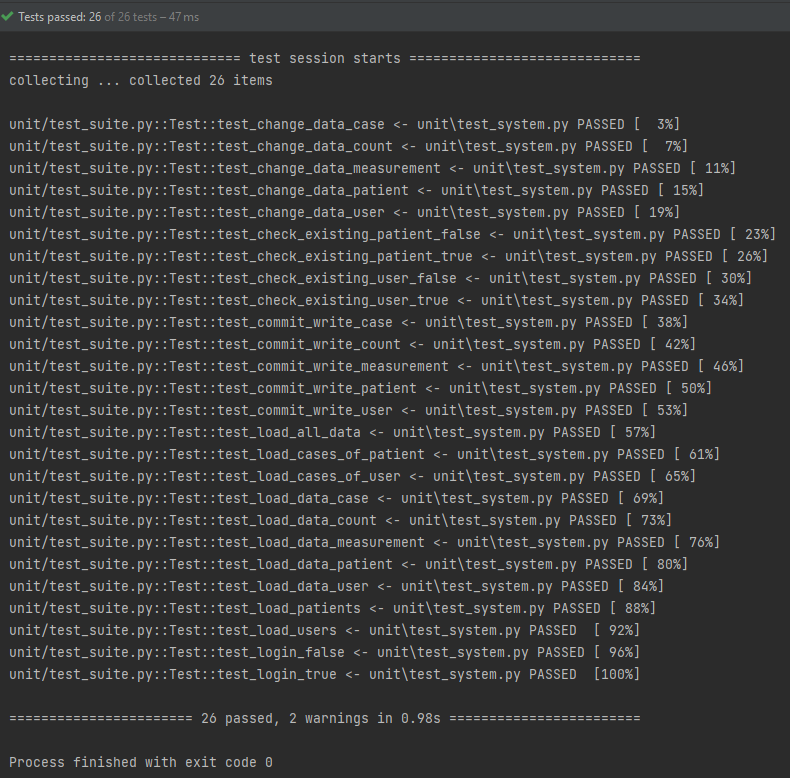 Tests passed: 26 of 26 tests – 47 ms
============================= test session starts =============================
collecting ... collected 26 items
unit/test_suite.py::Test::test_change_data_case <- unit\test_system.py PASSED [  3%]
unit/test_suite.py::Test::test_change_data_count <- unit\test_system.py PASSED [  7%]
unit/test_suite.py::Test::test_change_data_measurement <- unit\test_system.py PASSED [ 11%]
unit/test_suite.py::Test::test_change_data_patient <- unit\test_system.py PASSED [ 15%]
unit/test_suite.py::Test::test_change_data_user <- unit\test_system.py PASSED [ 19%]
unit/test_suite.py::Test::test_check_existing_patient_false <- unit\test_system.py PASSED [ 23%]
unit/test_suite.py::Test::test_check_existing_patient_true <- unit\test_system.py PASSED [ 26%]
unit/test_suite.py::Test::test_check_existing_user_false <- unit\test_system.py PASSED [ 30%]
unit/test_suite.py::Test::test_check_existing_user_true <- unit\test_system.py PASSED [ 34%]
unit/test_suite.py::Test::test_commit_write_case <- unit\test_system.py PASSED [ 38%]
unit/test_suite.py::Test::test_commit_write_count <- unit\test_system.py PASSED [ 42%]
unit/test_suite.py::Test::test_commit_write_measurement <- unit\test_system.py PASSED [ 46%]
unit/test_suite.py::Test::test_commit_write_patient <- unit\test_system.py PASSED [ 50%]
unit/test_suite.py::Test::test_commit_write_user <- unit\test_system.py PASSED [ 53%]
unit/test_suite.py::Test::test_load_all_data <- unit\test_system.py PASSED [ 57%]
unit/test_suite.py::Test::test_load_cases_of_patient <- unit\test_system.py PASSED [ 61%]
unit/test_suite.py::Test::test_load_cases_of_user <- unit\test_system.py PASSED [ 65%]
unit/test_suite.py::Test::test_load_data_case <- unit\test_system.py PASSED [ 69%]
unit/test_suite.py::Test::test_load_data_count <- unit\test_system.py PASSED [ 73%]
unit/test_suite.py::Test::test_load_data_measurement <- unit\test_system.py PASSED [ 76%]
unit/test_suite.py::Test::test_load_data_patient <- unit\test_system.py PASSED [ 80%]
unit/test_suite.py::Test::test_load_data_user <- unit\test_system.py PASSED [ 84%]
unit/test_suite.py::Test::test_load_patients <- unit\test_system.py PASSED [ 88%]
unit/test_suite.py::Test::test_load_users <- unit\test_system.py PASSED  [ 92%]
unit/test_suite.py::Test::test_login_false <- unit\test_system.py PASSED [ 96%]
unit/test_suite.py::Test::test_login_true <- unit\test_system.py PASSED  [100%]
======================= 26 passed, 2 warnings in 0.98s ========================
Process finished with exit code 0